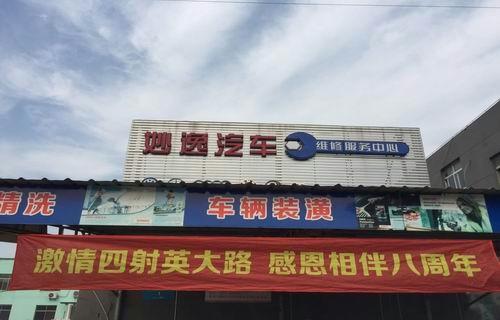 妙逸汽车 维修服务中心
清洗 车辆装潢
激情四射英大路 感恩相伴八周年